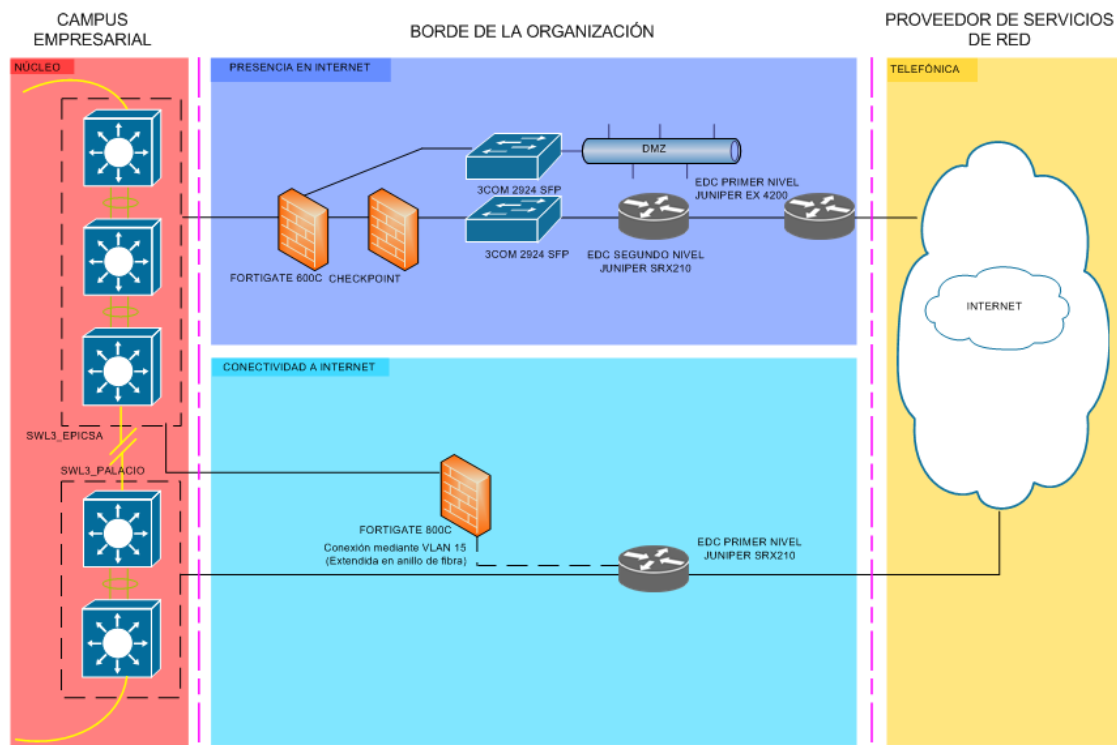 CAMPUS
EMPRESARIAL
BORDE DE LA ORGANIZACIÓN
PROVEEDOR DE SERVICIOS
DE RED
NÚCLEO
PRESENCIA EN INTERNET
TELEFÓNICA
DMZ
3COM 2924 SFP
EDC PRIMER NIVEL
JUNIPER EX 4200
FORTIGATE 600C
CHECKPOINT
3COM 2924 SFP
EDC SEGUNDO NIVEL
JUNIPER SRX210
INTERNET
CONECTIVIDAD A INTERNET
SWL3_EPICSA
SWL3_PALACIO
FORTIGATE 800C
Conexión mediante VLAN 15
(Extendida en anillo de fibra)
EDC PRIMER NIVEL
JUNIPER SRX210